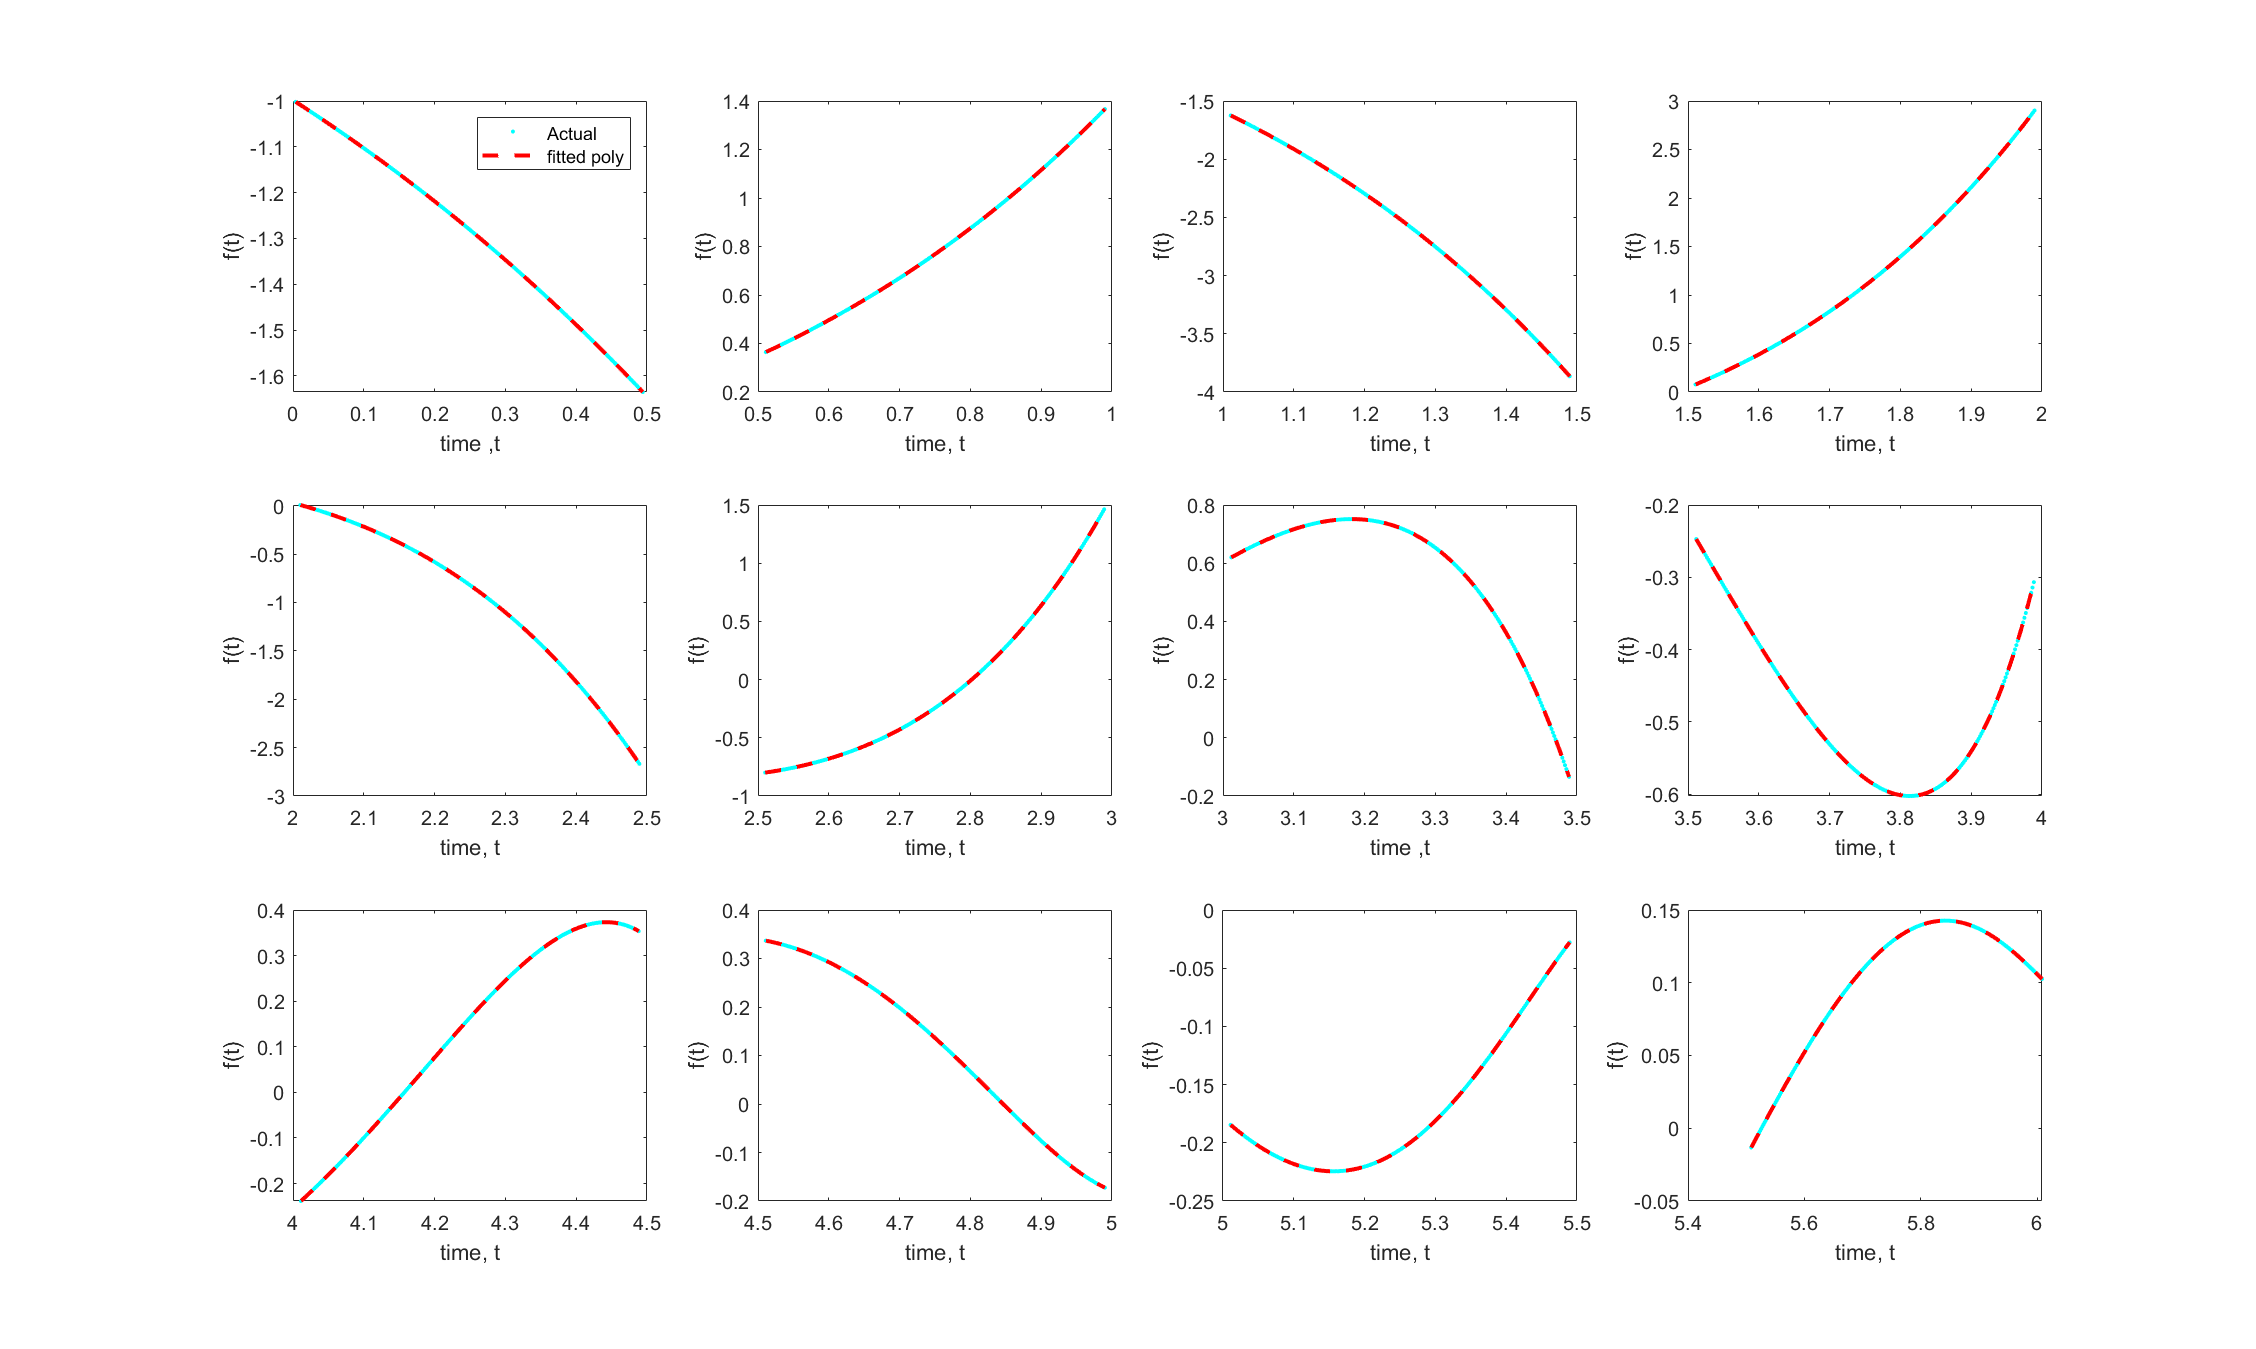 -1
-1.1
-1.2
-1.3
-1.4
-1.5
-1.6
f(t)
0 0.1 0.2 0.3 0.4 0.5
time ,t
Actual
fitted poly
1.4
1.2
1
0.8
0.6
0.4
0.2
f(t)
0.5 0.6 0.7 0.8 0.9 1
time, t
-1.5
-2
-2.5
-3
-3.5
-4
f(t)
1 1.1 1.2 1.3 1.4 1.5
time, t
3
2.5
2
1.5
1
0.5
0
f(t)
1.5 1.6 1.7 1.8 1.9 2
time, t
0
-0.5
-1
-1.5
-2
-2.5
-3
f(t)
2 2.1 2.2 2.3 2.4 2.5
time, t
1.5
1
0.5
0
-0.5
-1
f(t)
2.5 2.6 2.7 2.8 2.9 3
time, t
0.8
0.6
0.4
0.2
0
-0.2
f(t)
3 3.1 3.2 3.3 3.4 3.5
time ,t
-0.2
-0.3
-0.4
-0.5
-0.6
f(t)
3.5 3.6 3.7 3.8 3.9 4
time, t
0.4
0.3
0.2
0.1
0
-0.1
-0.2
f(t)
4 4.1 4.2 4.3 4.4 4.5
time, t
0.4
0.3
0.2
0.1
0
-0.1
-0.2
f(t)
4.5 4.6 4.7 4.8 4.9 5
time, t
0
-0.05
-0.1
-0.15
-0.2
-0.25
f(t)
5 5.1 5.2 5.3 5.4 5.5
time, t
0.15
0.1
0.05
0
-0.05
f(t)
5.4 5.6 5.8 6
time, t